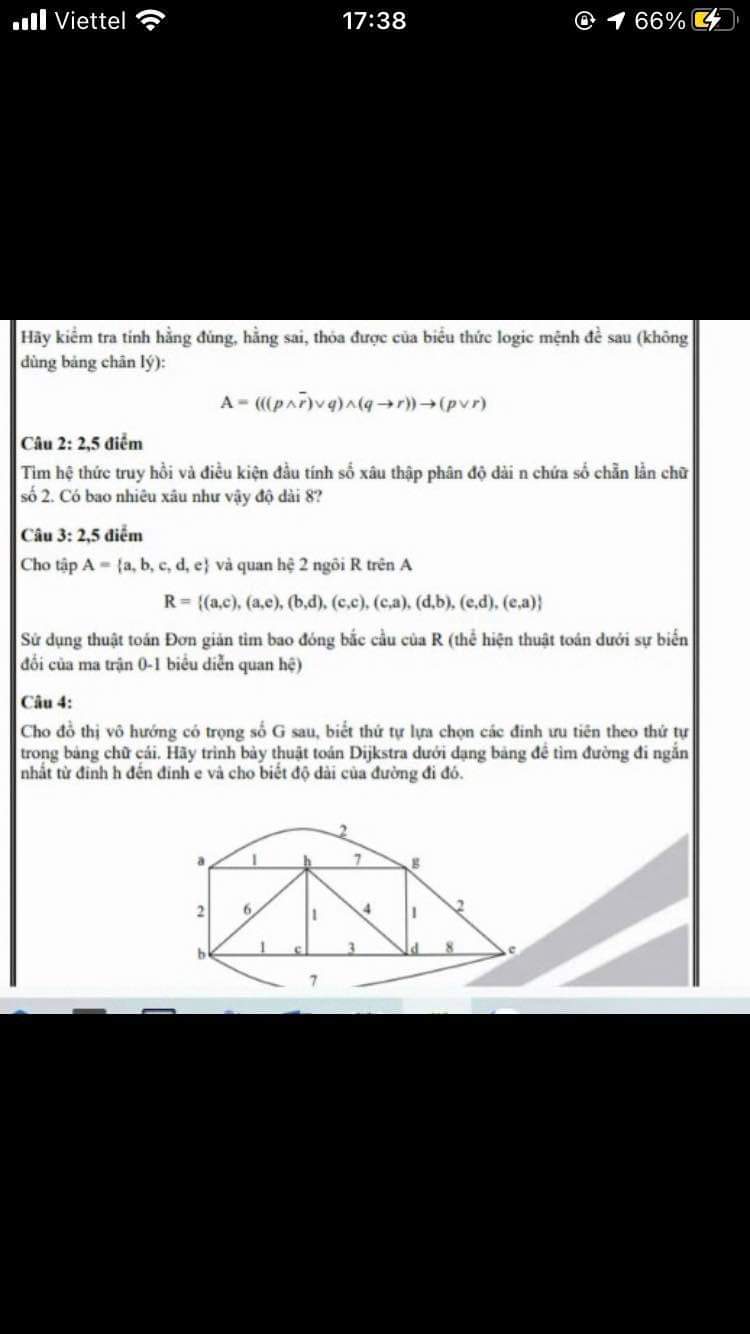 Viettel 17:38 66%
Hãy kiểm tra tính hằng đúng, hằng sai, thỏa được của biểu thức logic mệnh đề sau (không
dùng bảng chân lý):
A = (((p∧r̄)∨q)∧(q→r))→(p∨r)
Câu 2: 2,5 điểm
Tìm hệ thức truy hồi và điều kiện đầu tính số xâu thập phân độ dài n chứa số chẵn lần chữ
số 2. Có bao nhiêu xâu như vậy độ dài 8?
Câu 3: 2,5 điểm
Cho tập A = {a, b, c, d, e} và quan hệ 2 ngôi R trên A
R = {(a,c), (a,e), (b,d), (c,c), (c,a), (d,b), (e,d), (e,a)}
Sử dụng thuật toán Đơn giản tìm bao đóng bắc cầu của R (thể hiện thuật toán dưới sự biến
đổi của ma trận 0-1 biểu diễn quan hệ)
Câu 4:
Cho đồ thị vô hướng có trọng số G sau, biết thứ tự lựa chọn các đỉnh ưu tiên theo thứ tự
trong bảng chữ cái. Hãy trình bày thuật toán Dijkstra dưới dạng bảng để tìm đường đi ngắn
nhất từ đỉnh h đến đỉnh e và cho biết độ dài của đường đi đó.
2
a 1 h 7 g
2 6 1 4 1 2
b 1 c 3 d 8 e
7